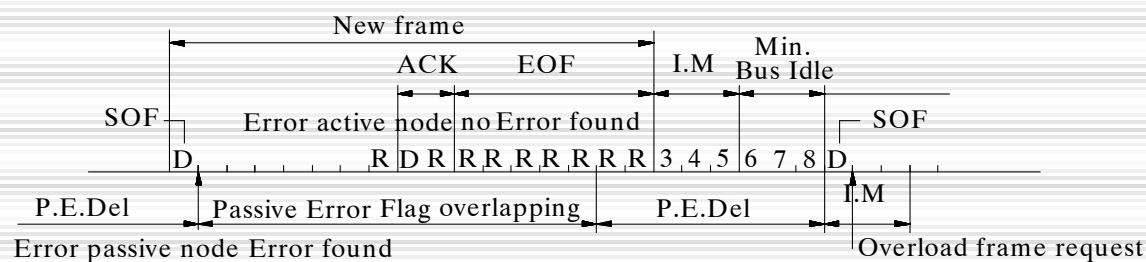 New frame
ACK EOF I.M Min. Bus Idle
SOF Error active node no Error found SOF
D R D R R R R R R R R 3 4 5 6 7 8 D
P.E.Del Passive Error Flag overlapping P.E.Del I.M
Error passive node Error found Overload frame request